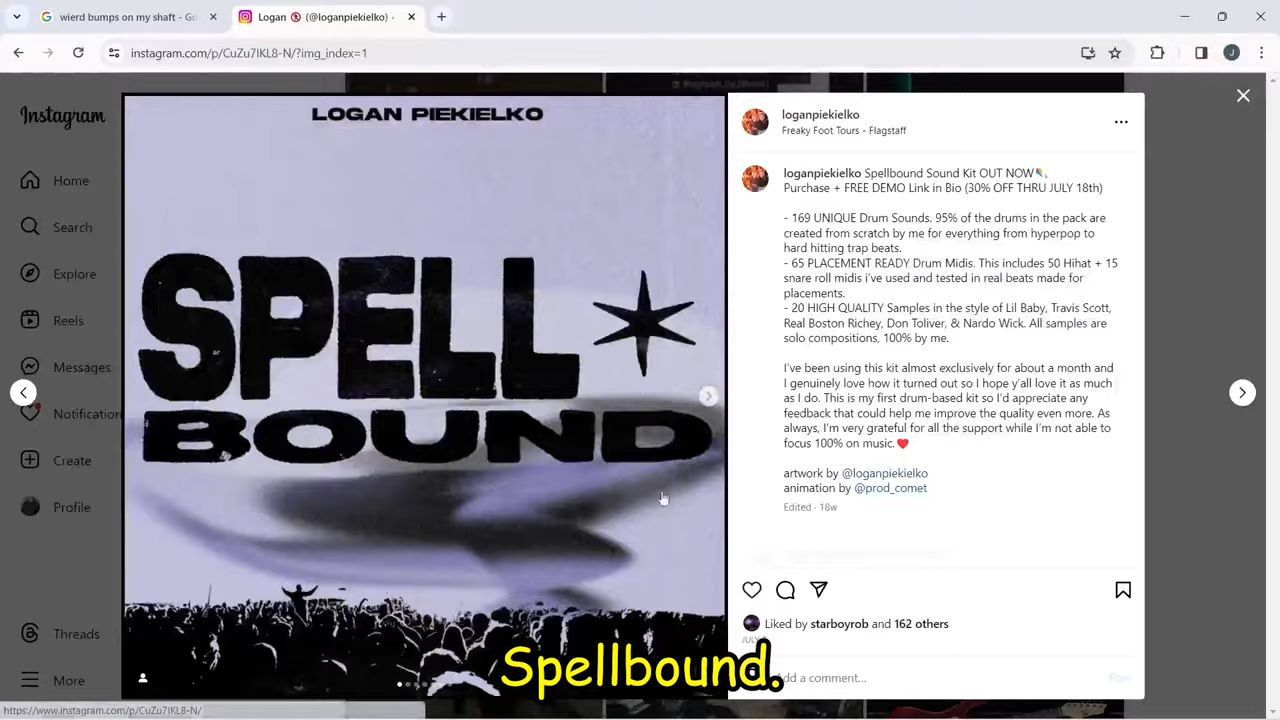 wierd bumps on my shaft - Go
Logan (@loganpiekielko) •
instagram.com/p/CuZu7IKL8-N/?img_index=1
J
Instagram
Home
Search
Explore
Reels
Messages
Notification
Create
Profile
Threads
More
LOGAN PIEKIELKO
SPELL
BOUND
loganpiekielko
Freaky Foot Tours - Flagstaff
loganpiekielko Spellbound Sound Kit OUT NOW
Purchase + FREE DEMO Link in Bio (30% OFF THRU JULY 18th)
- 169 UNIQUE Drum Sounds. 95% of the drums in the pack are
created from scratch by me for everything from hyperpop to
hard hitting trap beats.
- 65 PLACEMENT READY Drum Midis. This includes 50 Hihat + 15
snare roll midis i've used and tested in real beats made for
placements.
- 20 HIGH QUALITY Samples in the style of Lil Baby, Travis Scott,
Real Boston Richey, Don Toliver, & Nardo Wick. All samples are
solo compositions, 100% by me.
I've been using this kit almost exclusively for about a month and
I genuinely love how it turned out so I hope y'all love it as much
as I do. This is my first drum-based kit so I'd appreciate any
feedback that could help me improve the quality even more. As
always, I'm very grateful for all the support while I'm not able to
focus 100% on music.
artwork by @loganpiekielko
animation by @prod_comet
Edited · 18w
Liked by starboyrob and 162 others
Spellbound.
dd a comment...
https://www.instagram.com/p/CuZu7IKL8-N/